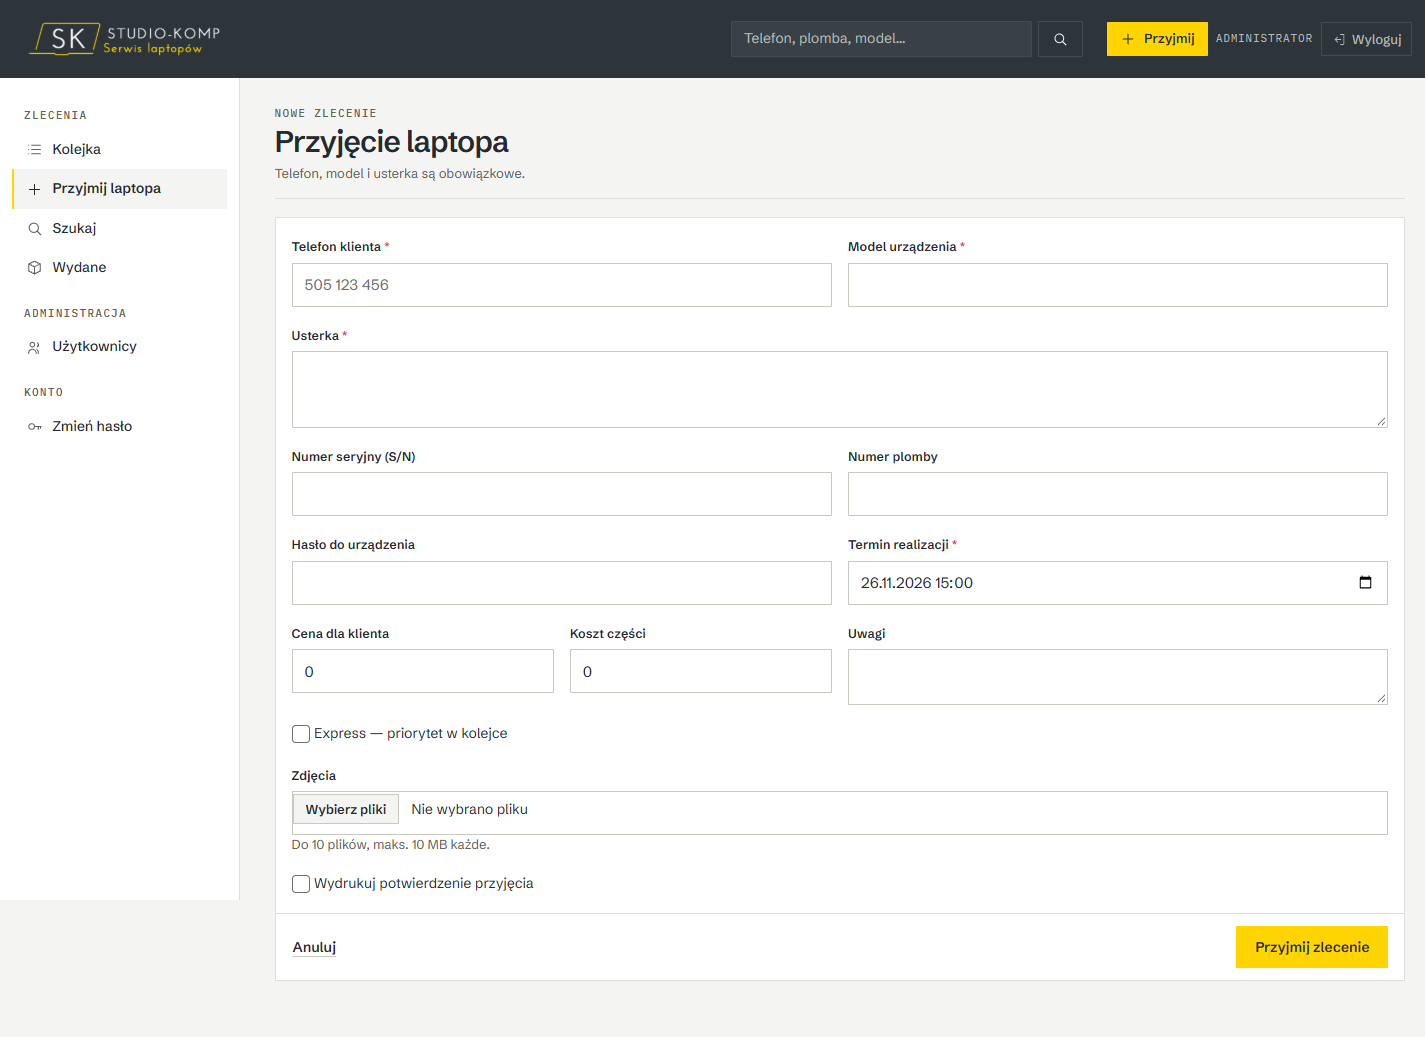 SK STUDIO-KOMP
Serwis laptopów
Telefon, plomba, model...
Przyjmij
ADMINISTRATOR
Wyloguj
ZLECENIA
Kolejka
Przyjmij laptopa
Szukaj
Wydane
ADMINISTRACJA
Użytkownicy
KONTO
Zmień hasło
NOWE ZLECENIE
Przyjęcie laptopa
Telefon, model i usterka są obowiązkowe.
Telefon klienta *
Model urządzenia *
505 123 456
Usterka *
Numer seryjny (S/N)
Numer plomby
Hasło do urządzenia
Termin realizacji *
26.11.2026 15:00
Cena dla klienta
Koszt części
Uwagi
0
0
Express — priorytet w kolejce
Zdjęcia
Wybierz pliki Nie wybrano pliku
Do 10 plików, maks. 10 MB każde.
Wydrukuj potwierdzenie przyjęcia
Anuluj
Przyjmij zlecenie